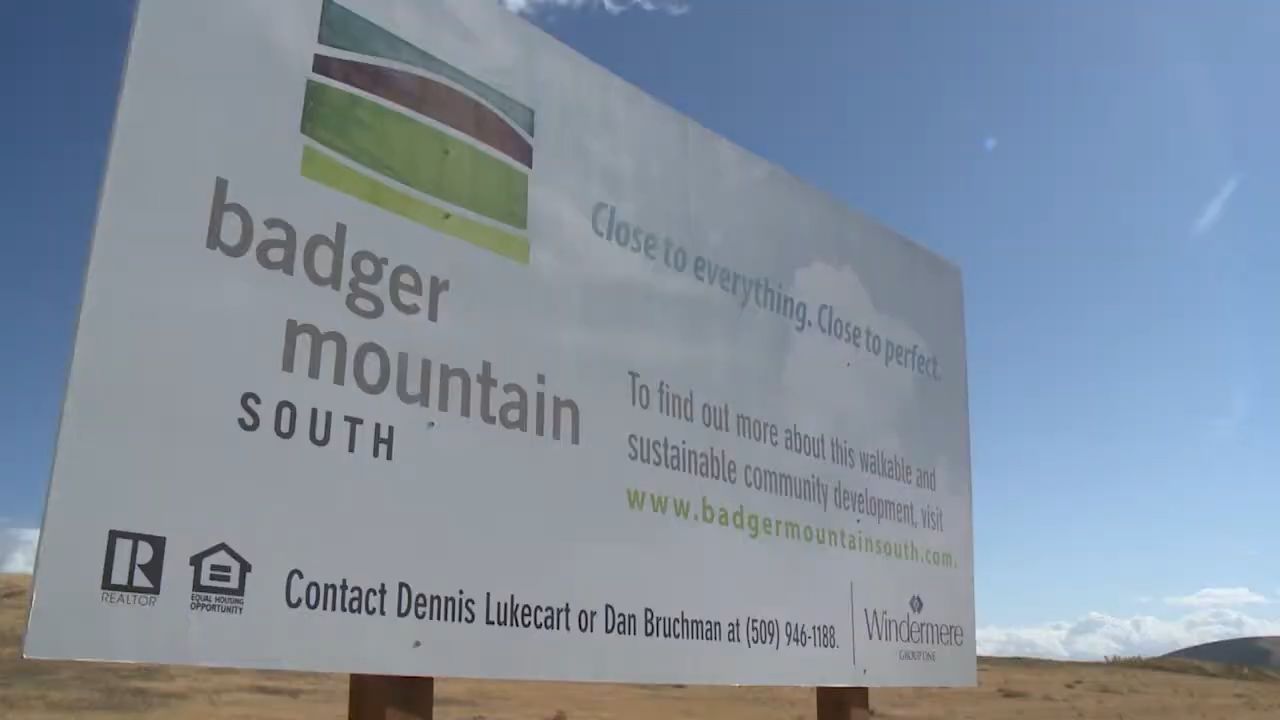 badger
mountain
SOUTH
Close to everything. Close to perfect.
To find out more about this walkable and
sustainable community development, visit
www.badgermountainsouth.com.
R
REALTOR
EQUAL HOUSING
OPPORTUNITY
Contact Dennis Lukecart or Dan Bruchman at (509) 946-1188.
Windermere
GROUP ONE